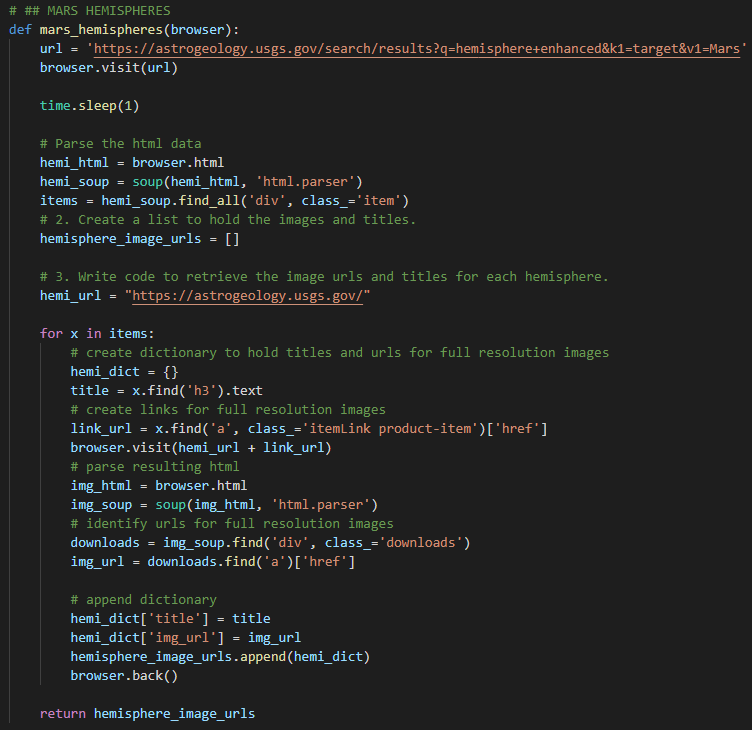 # ## MARS HEMISPHERES
def mars_hemispheres(browser):
    url = 'https://astrogeology.usgs.gov/search/results?q=hemisphere+enhanced&k1=target&v1=Mars'
    browser.visit(url)

    time.sleep(1)

    # Parse the html data
    hemi_html = browser.html
    hemi_soup = soup(hemi_html, 'html.parser')
    items = hemi_soup.find_all('div', class_='item')
    # 2. Create a list to hold the images and titles.
    hemisphere_image_urls = []

    # 3. Write code to retrieve the image urls and titles for each hemisphere.
    hemi_url = "https://astrogeology.usgs.gov/"

    for x in items:
        # create dictionary to hold titles and urls for full resolution images
        hemi_dict = {}
        title = x.find('h3').text
        # create links for full resolution images
        link_url = x.find('a', class_='itemLink product-item')['href']
        browser.visit(hemi_url + link_url)
        # parse resulting html
        img_html = browser.html
        img_soup = soup(img_html, 'html.parser')
        # identify urls for full resolution images
        downloads = img_soup.find('div', class_='downloads')
        img_url = downloads.find('a')['href']

        # append dictionary
        hemi_dict['title'] = title
        hemi_dict['img_url'] = img_url
        hemisphere_image_urls.append(hemi_dict)
        browser.back()

    return hemisphere_image_urls